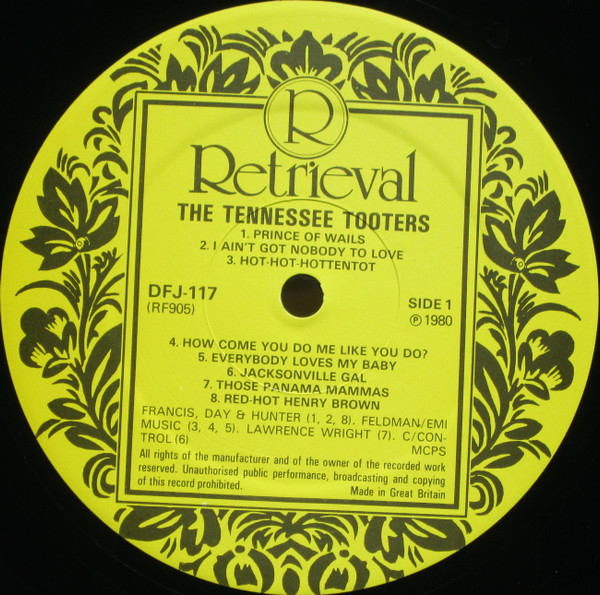 R
Retrieval
THE TENNESSEE TOOTERS
1. PRINCE OF WAILS
2. I AIN'T GOT NOBODY TO LOVE
3. HOT-HOT-HOTTENTOT
DFJ-117
(RF905)
SIDE 1
℗ 1980
4. HOW COME YOU DO ME LIKE YOU DO?
5. EVERYBODY LOVES MY BABY
6. JACKSONVILLE GAL
7. THOSE PANAMA MAMMAS
8. RED-HOT HENRY BROWN
FRANCIS, DAY & HUNTER (1, 2, 8). FELDMAN/EMI
MUSIC (3, 4, 5). LAWRENCE WRIGHT (7). C/CON-
TROL (6) MCPS
All rights of the manufacturer and of the owner of the recorded work
reserved. Unauthorised public performance, broadcasting and copying
of this record prohibited. Made in Great Britain